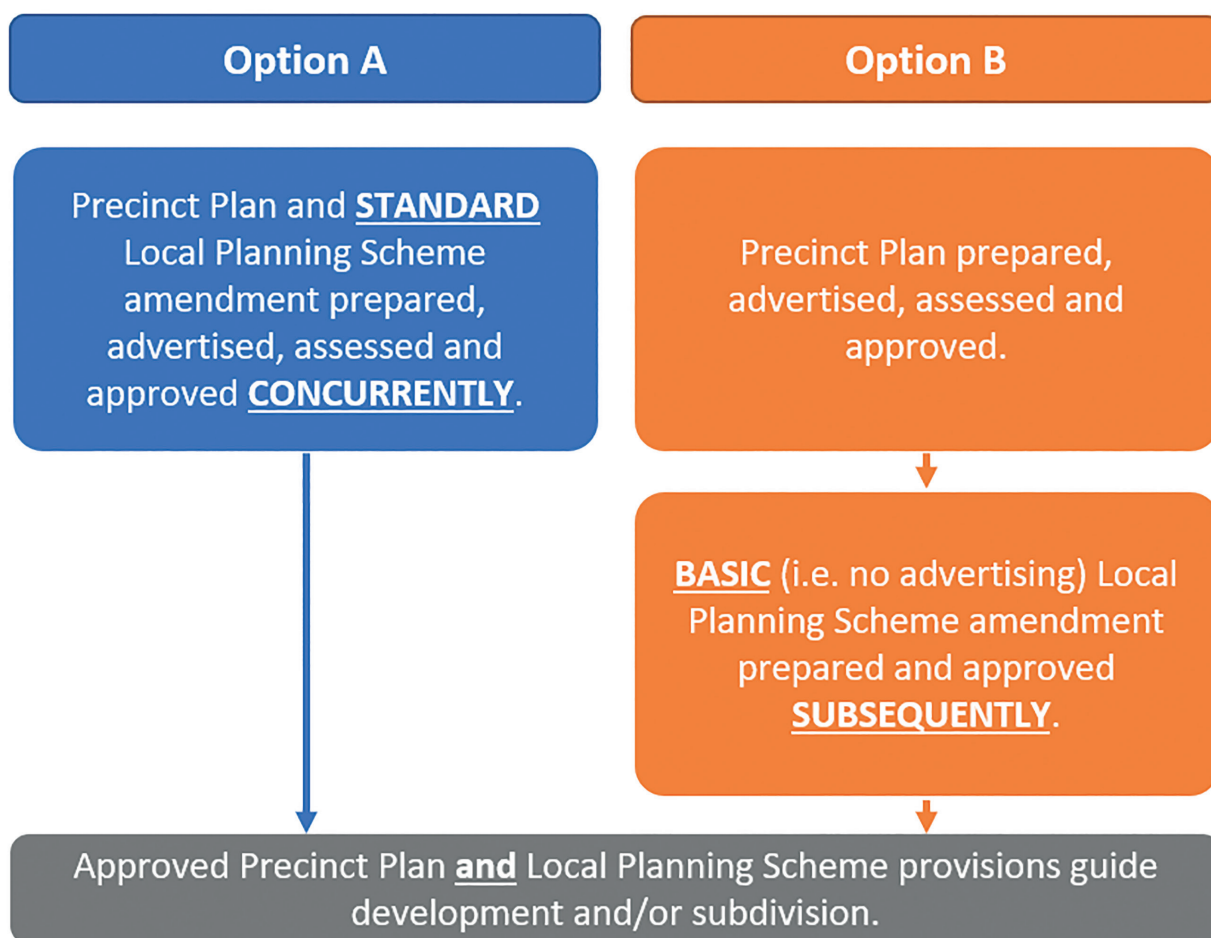 Option A
Precinct Plan and STANDARD
Local Planning Scheme
amendment prepared,
advertised, assessed and
approved CONCURRENTLY.
Option B
Precinct Plan prepared,
advertised, assessed and
approved.
BASIC (i.e. no advertising) Local
Planning Scheme amendment
prepared and approved
SUBSEQUENTLY.
Approved Precinct Plan and Local Planning Scheme provisions guide
development and/or subdivision.